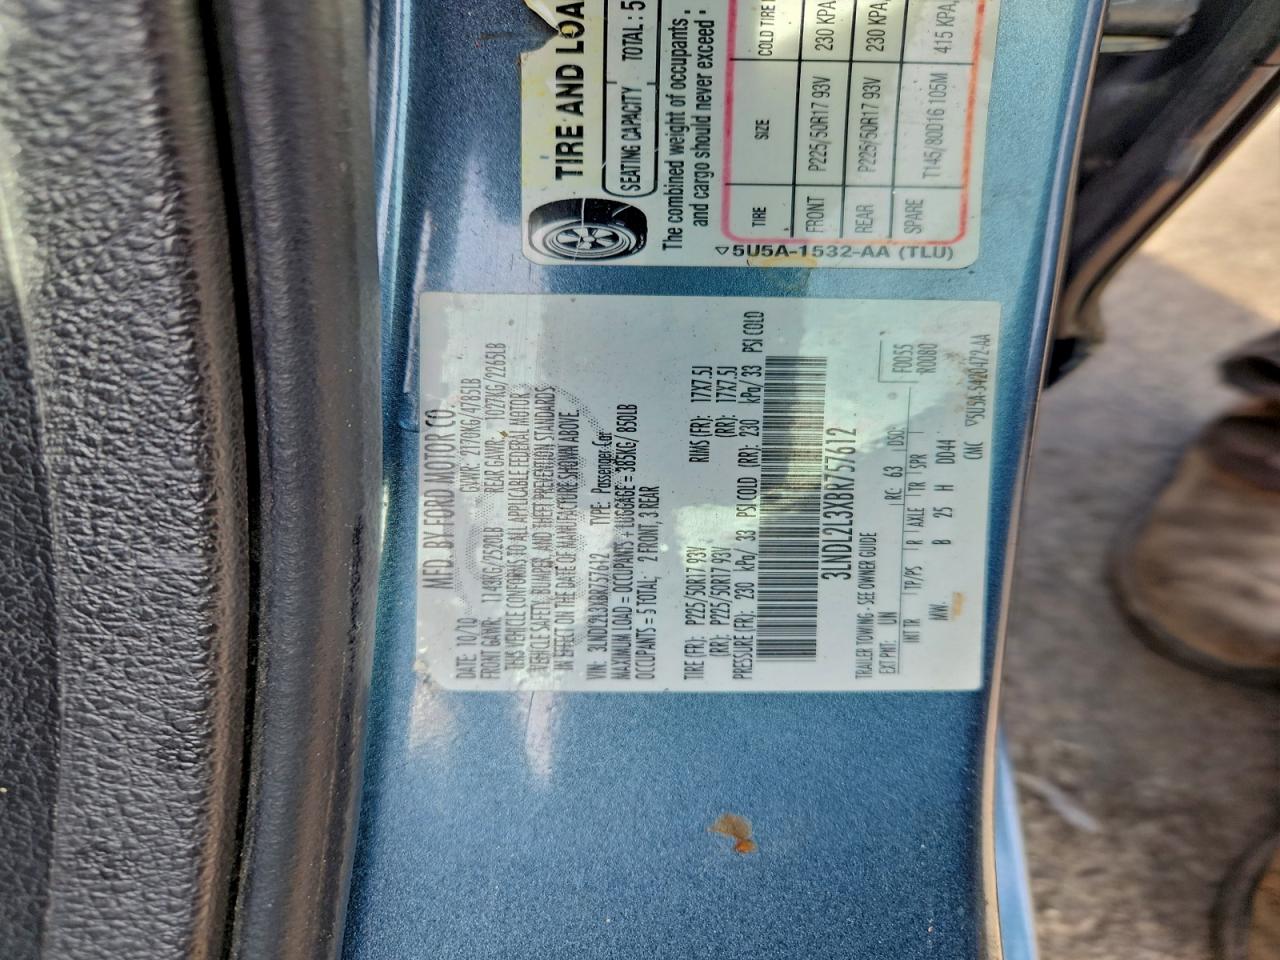 MFD. BY FORD MOTOR CO.
DATE: 10/10 GVWR: 2170KG/4785LB
FRONT GAWR: 1148KG/2532LB REAR GAWR: 1027KG/2265LB
THIS VEHICLE CONFORMS TO ALL APPLICABLE FEDERAL MOTOR
VEHICLE SAFETY, BUMPER, AND THEFT PREVENTION STANDARDS
IN EFFECT ON THE DATE OF MANUFACTURE SHOWN ABOVE
VIN: 3LNDL2L3XBR757612 TYPE: Passenger Car
MAXIMUM LOAD = OCCUPANTS + LUGGAGE = 385KG/ 850LB
OCCUPANTS = 5 TOTAL; 2 FRONT, 3 REAR
TIRE (FR): P225/50R17 93V RIMS (FR): 17X7.5J
(RR): P225/50R17 93V (RR): 17X7.5J
PRESSURE (FR): 230 kPa/ 33 PSI COLD (RR): 230 kPa/ 33 PSI COLD
3LNDL2L3XBR757612
TRAILER TOWING - SEE OWNER GUIDE F0055
R0080
EXT PNT: UN RC: 63 DSO:
INT TR TP/PS R AXLE TR SPR
MW. B 25 H DD44
CMC ▽5U5A-3420472-AA
TIRE AND LOA
SEATING CAPACITY TOTAL: 5
The combined weight of occupants
and cargo should never exceed :
TIRE SIZE COLD TIRE
FRONT P225/50R17 93V 230 KPA,
REAR P225/50R17 93V 230 KPA,
SPARE T145/80D16 105M 415 KPA,
▽5U5A-1532-AA (TLU)